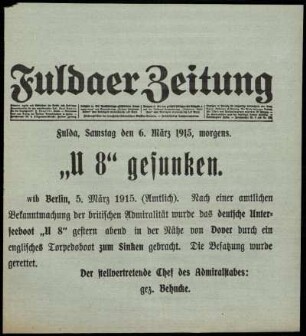 Fuldaer Zeitung
Fulda, Samstag den 6. März 1915, morgens.
„U 8“ gesunken.
wtb Berlin, 5. März 1915. (Amtlich). Nach einer amtlichen
Bekanntmachung der britischen Admiralität wurde das deutsche Unter-
seeboot "U 8" gestern abend in der Nähe von Dover durch ein
englisches Torpedoboot zum Sinken gebracht. Die Besatzung wurde
gerettet.
Der stellvertretende Chef des Admiralstabes:
gez. Behncke.